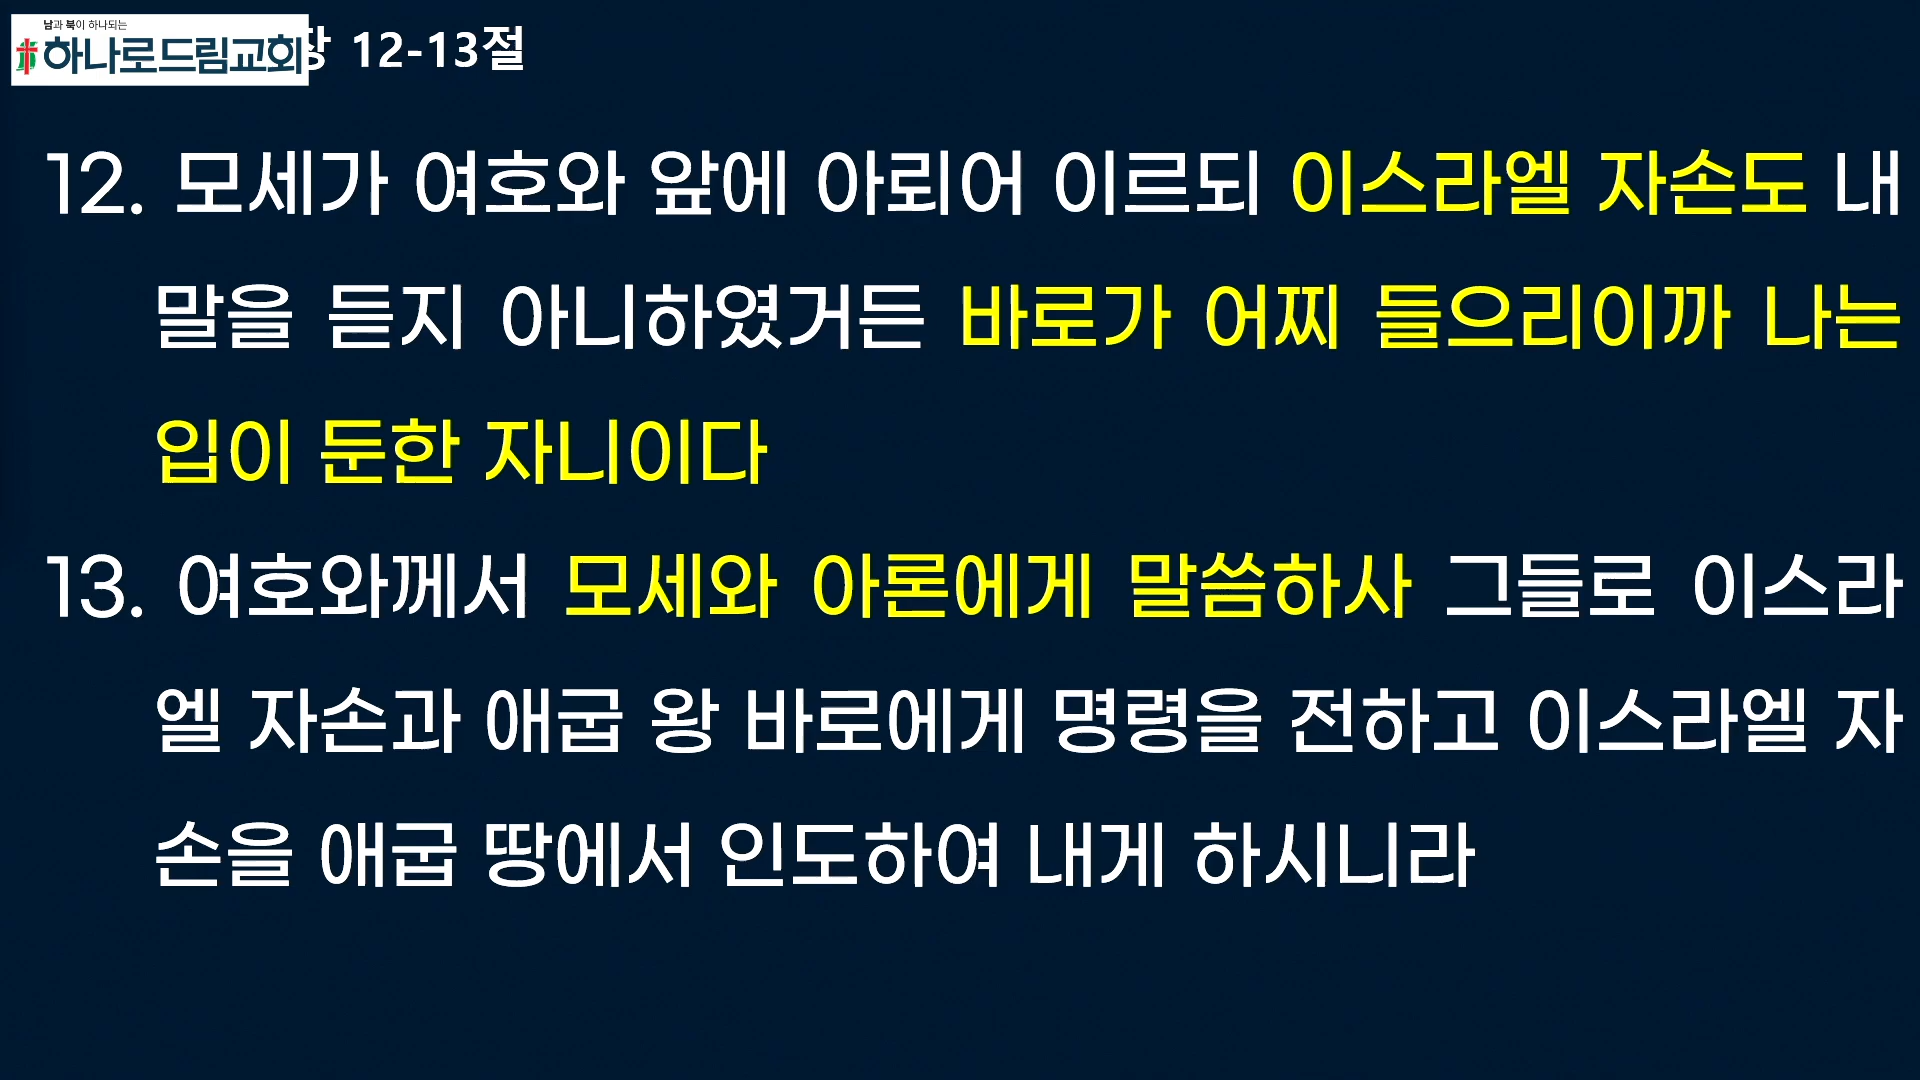 남과 북이 하나되는
하나로드림교회
장 12-13절
12. 모세가 여호와 앞에 아뢰어 이르되 이스라엘 자손도 내
말을 듣지 아니하였거든 바로가 어찌 들으리이까 나는
입이 둔한 자니이다
13. 여호와께서 모세와 아론에게 말씀하사 그들로 이스라
엘 자손과 애굽 왕 바로에게 명령을 전하고 이스라엘 자
손을 애굽 땅에서 인도하여 내게 하시니라